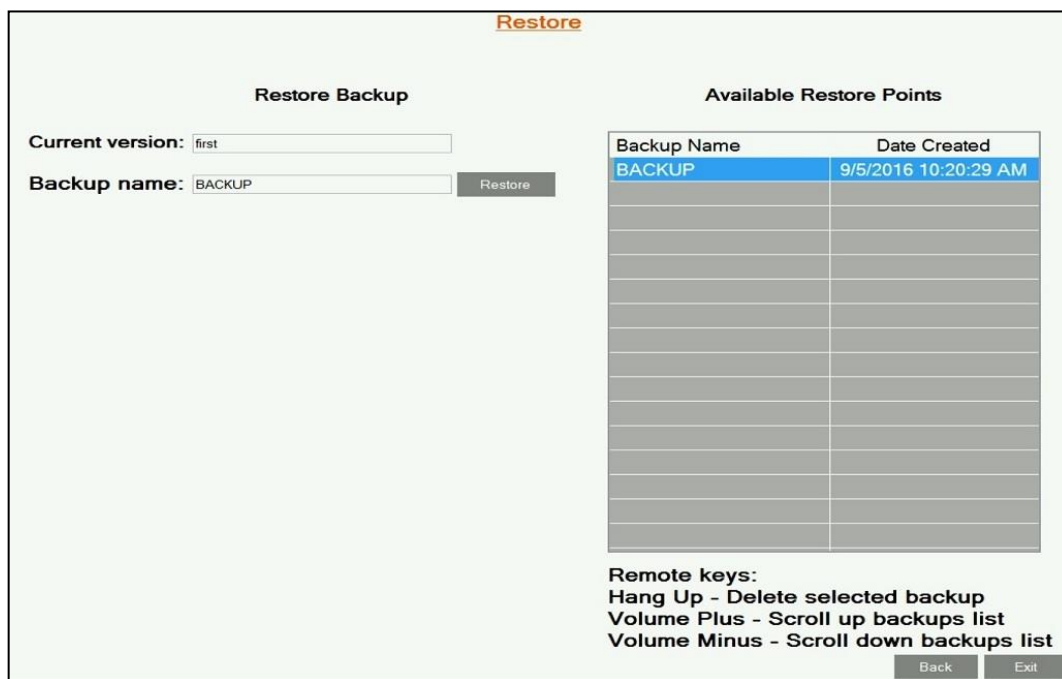 Restore
Restore Backup
Current version: first
Backup name: BACKUP Restore
Available Restore Points
Backup Name Date Created
BACKUP 9/5/2016 10:20:29 AM
Remote keys:
Hang Up - Delete selected backup
Volume Plus - Scroll up backups list
Volume Minus - Scroll down backups list
Back Exit